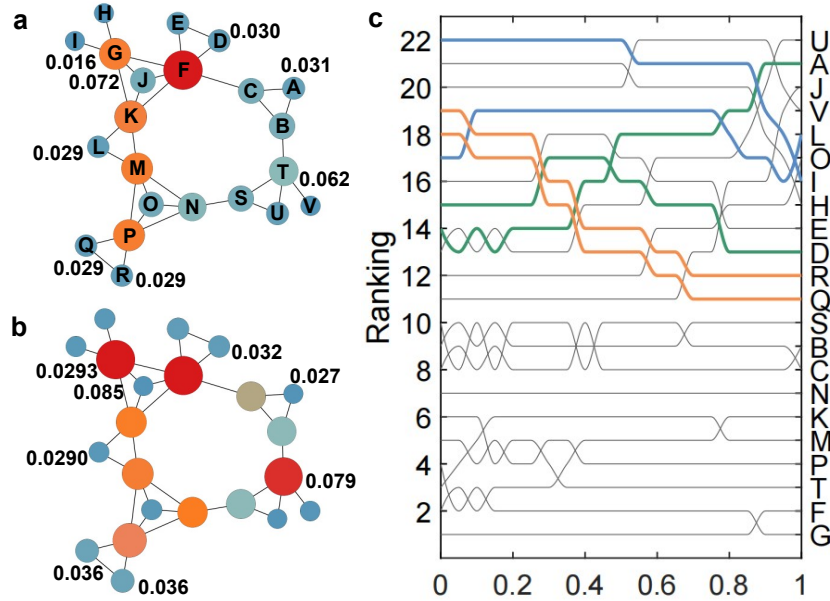 a
H
E
I
D
0.030
G
F
0.016
J
0.031
0.072
C
A
K
B
L
0.029
M
T
0.062
O
N
S
V
U
P
Q
0.029
R
0.029
b
0.032
0.0293
0.085
0.027
0.0290
0.079
0.036
0.036
c
Ranking
22
20
18
16
14
12
10
8
6
4
2
0
0.2
0.4
0.6
0.8
1
U
A
J
V
L
O
I
H
E
D
R
Q
S
B
C
N
K
M
P
T
F
G